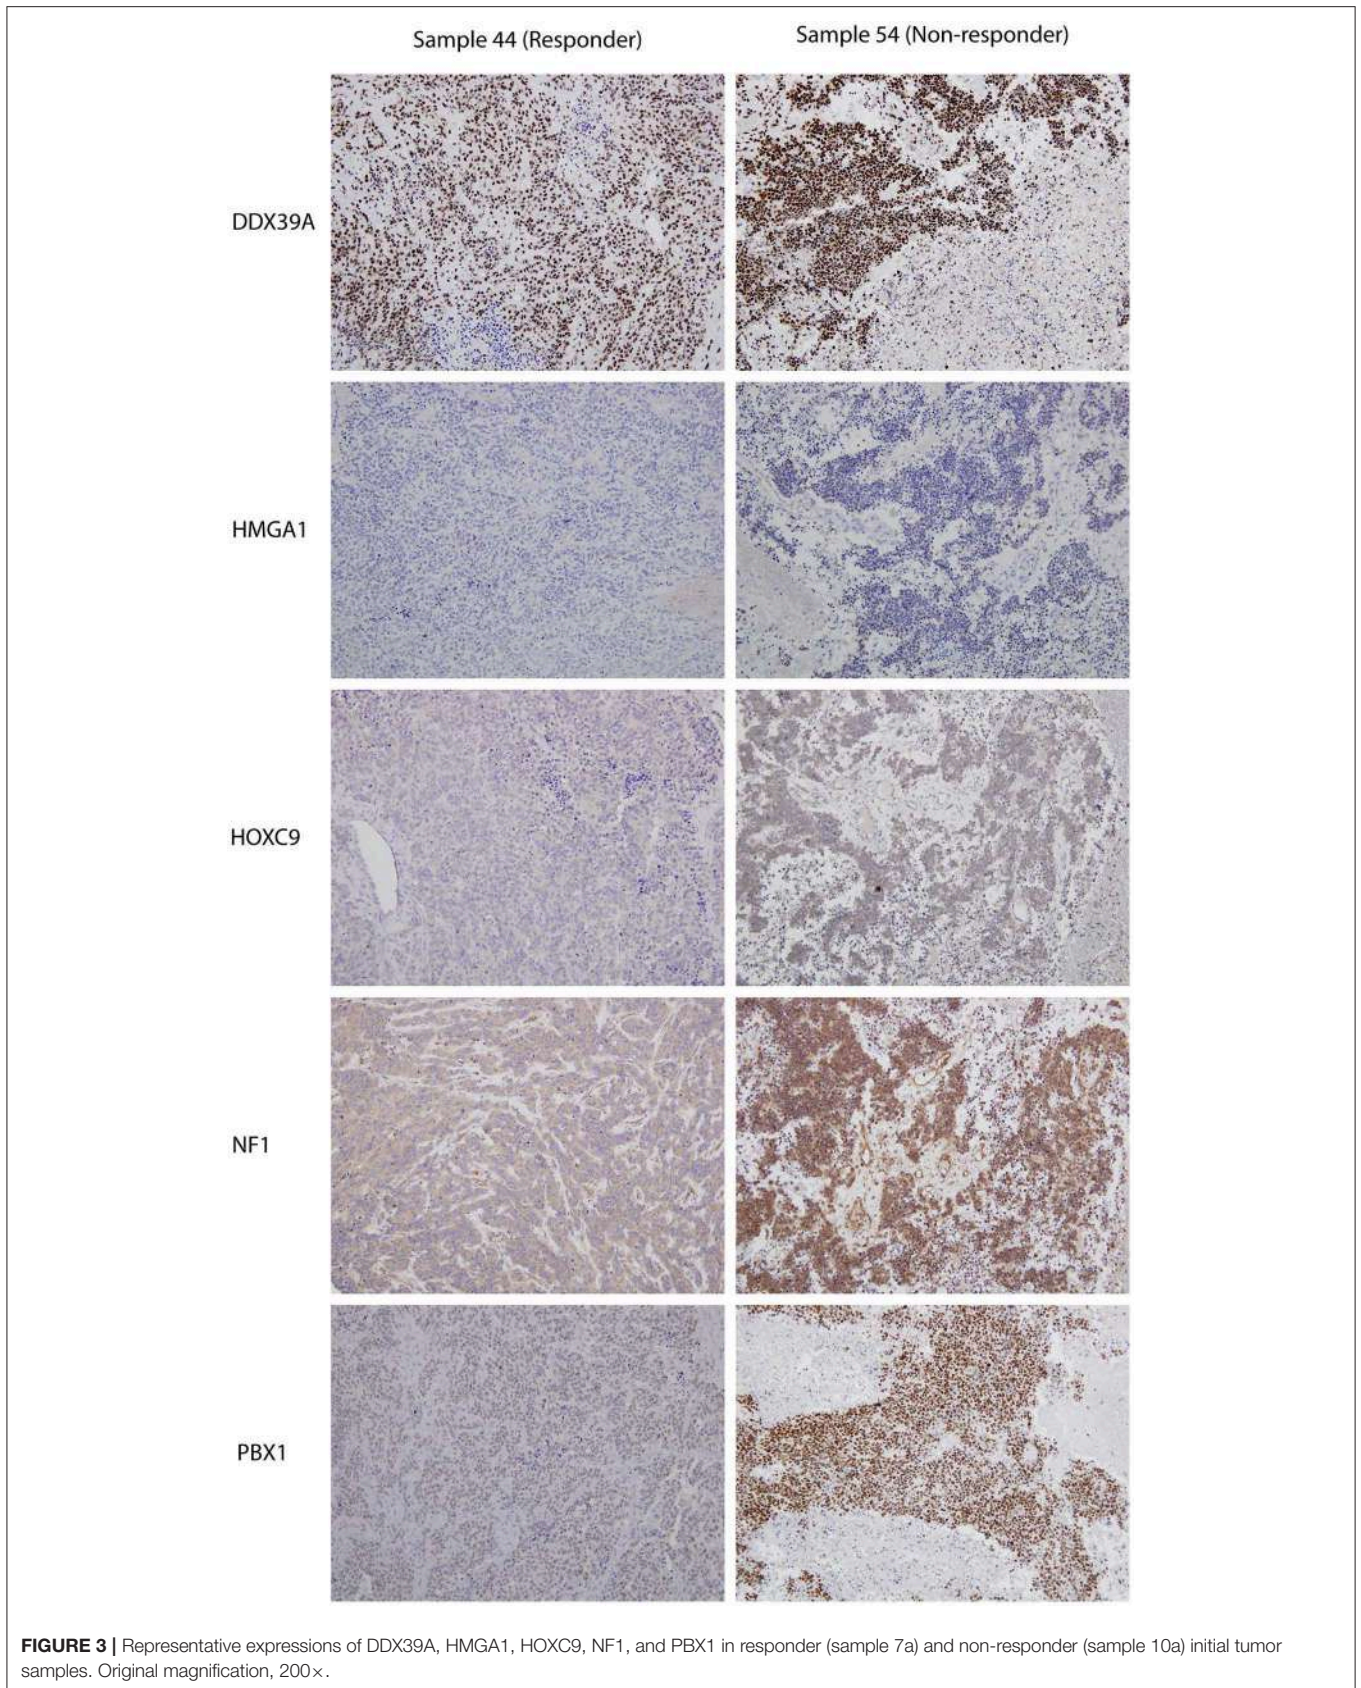 Sample 44 (Responder)
Sample 54 (Non-responder)
DDX39A
HMGA1
HOXC9
NF1
PBX1
FIGURE 3 | Representative expressions of DDX39A, HMGA1, HOXC9, NF1, and PBX1 in responder (sample 7a) and non-responder (sample 10a) initial tumor
samples. Original magnification, 200×.